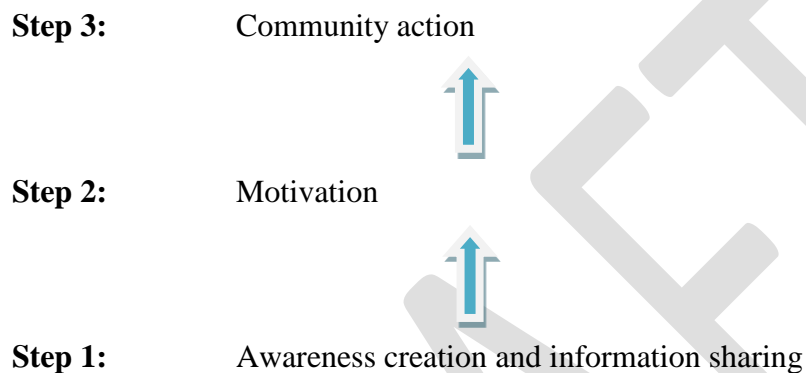 Step 3: Community action
Step 2: Motivation
Step 1: Awareness creation and information sharing